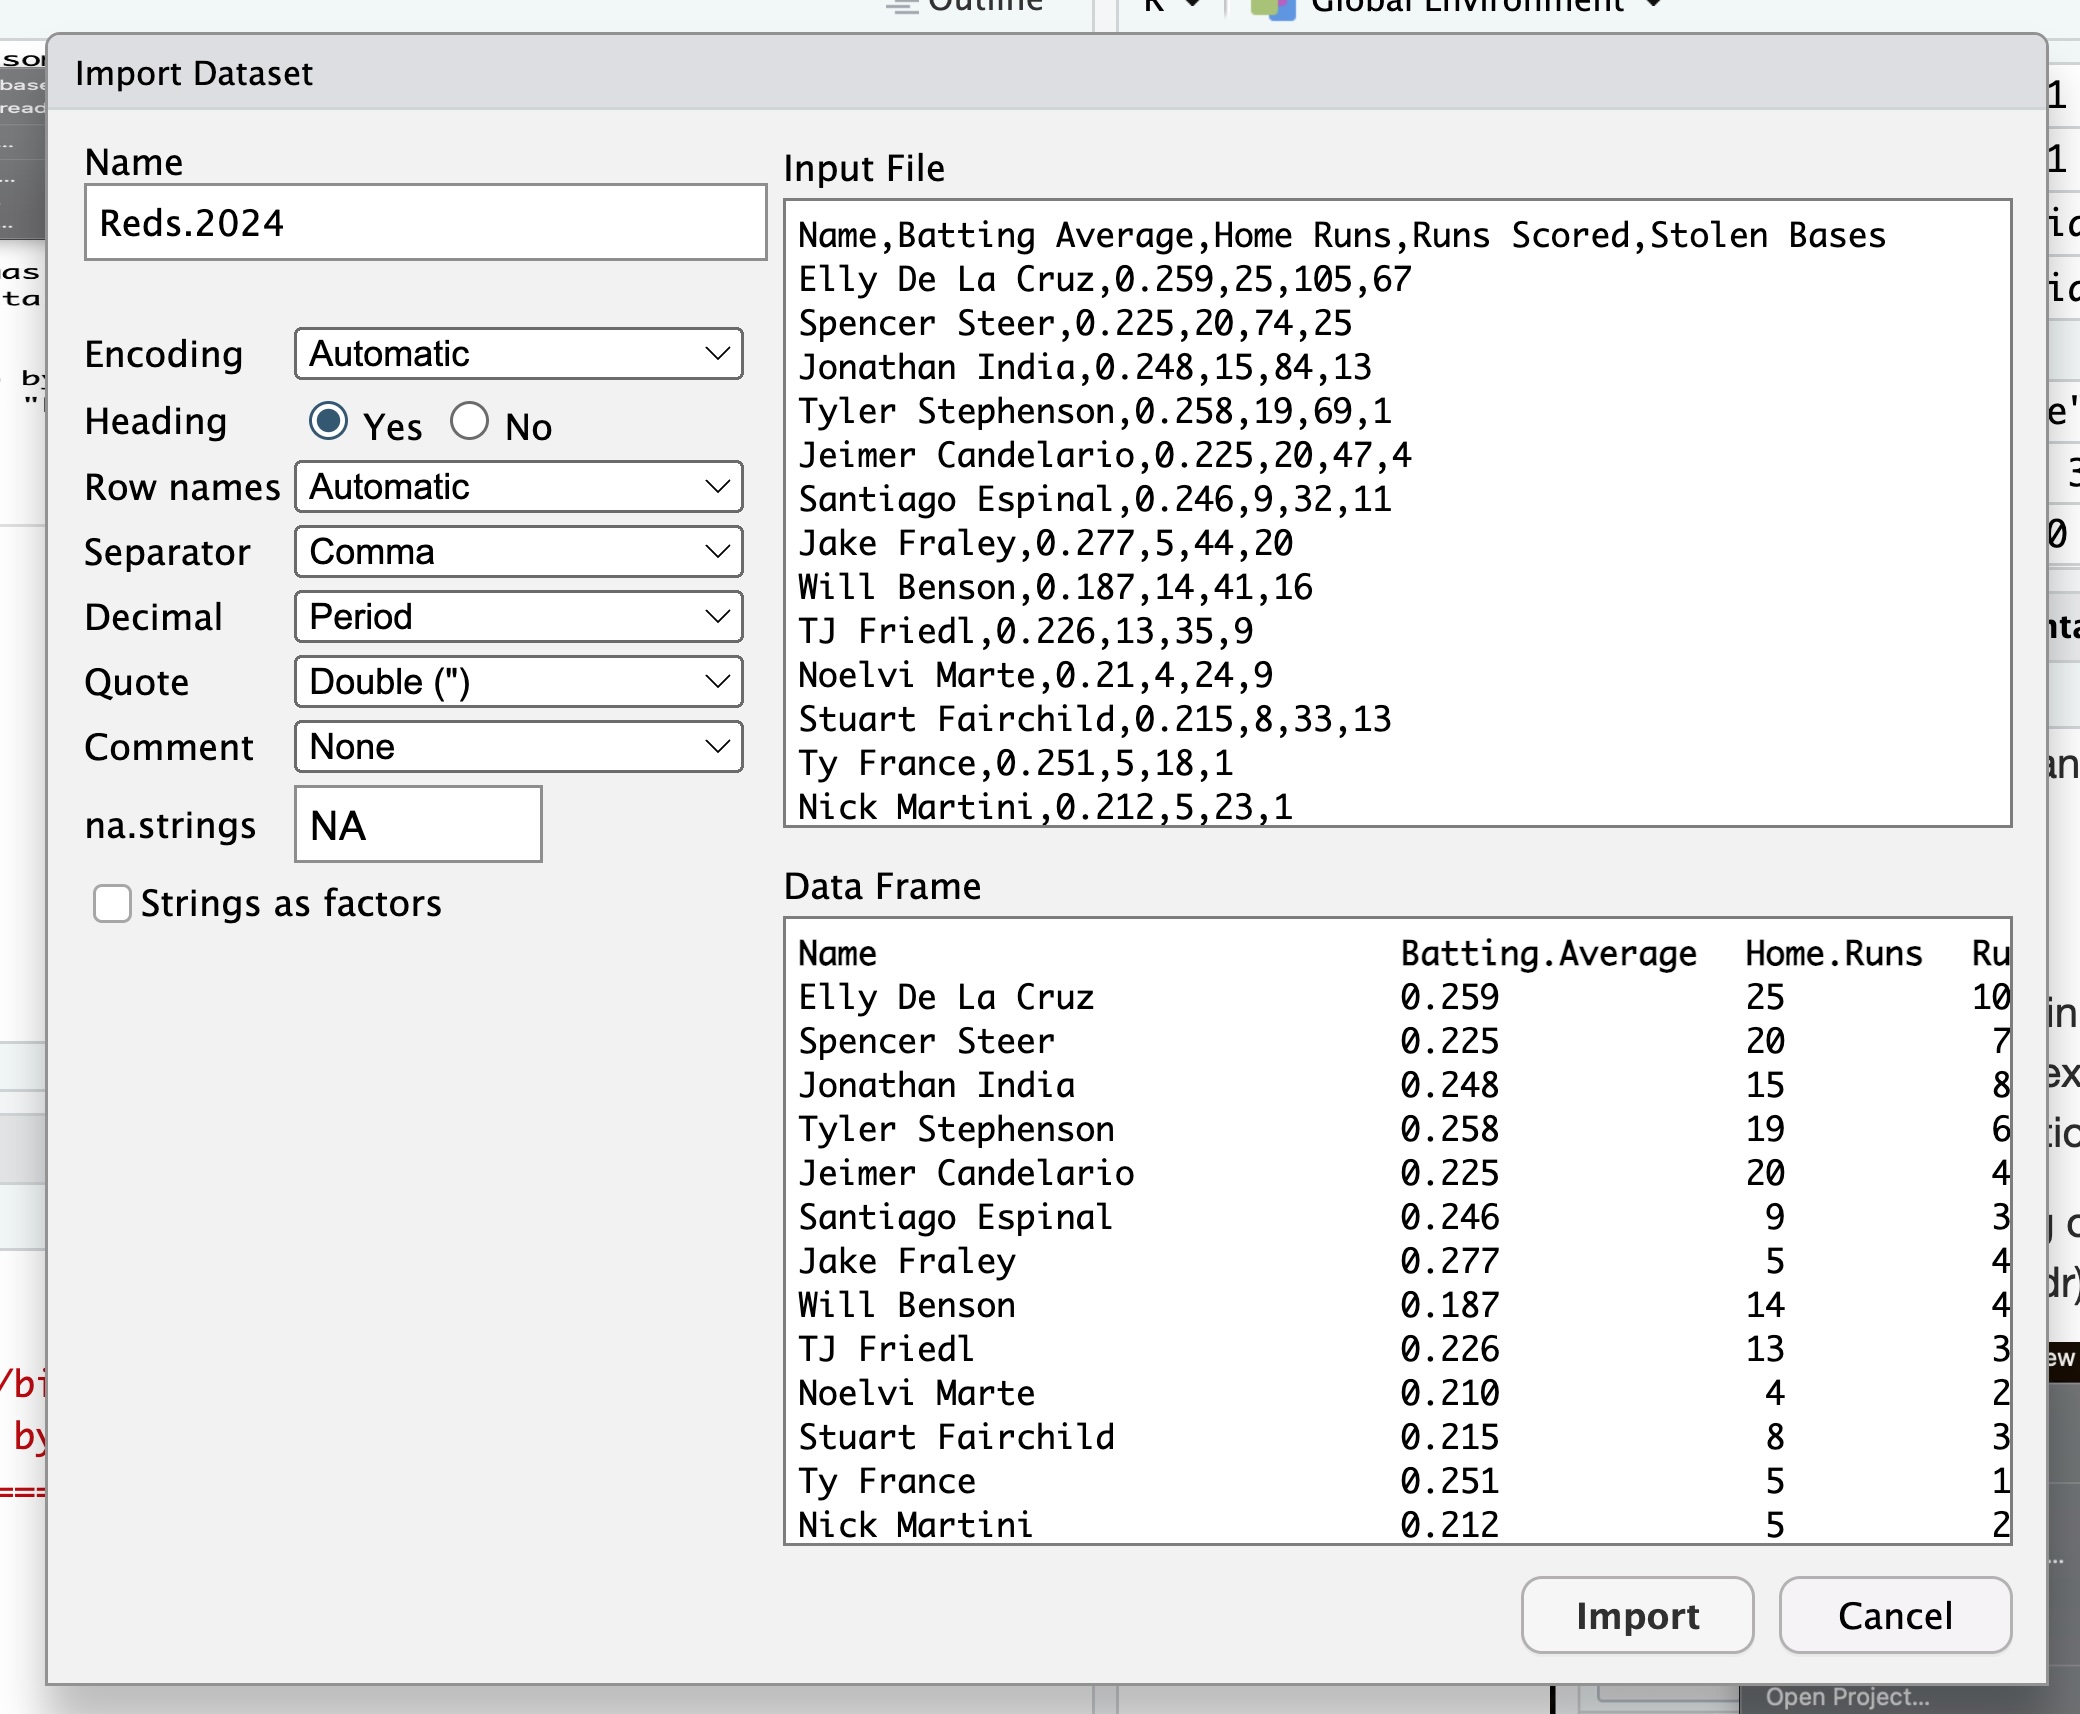 Outline
R
Global Environment
Import Dataset
Name
Reds.2024
Encoding Automatic
Heading Yes No
Row names Automatic
Separator Comma
Decimal Period
Quote Double (")
Comment None
na.strings NA
Strings as factors
Input File
Name,Batting Average,Home Runs,Runs Scored,Stolen Bases
Elly De La Cruz,0.259,25,105,67
Spencer Steer,0.225,20,74,25
Jonathan India,0.248,15,84,13
Tyler Stephenson,0.258,19,69,1
Jeimer Candelario,0.225,20,47,4
Santiago Espinal,0.246,9,32,11
Jake Fraley,0.277,5,44,20
Will Benson,0.187,14,41,16
TJ Friedl,0.226,13,35,9
Noelvi Marte,0.21,4,24,9
Stuart Fairchild,0.215,8,33,13
Ty France,0.251,5,18,1
Nick Martini,0.212,5,23,1
Data Frame
Name Batting.Average Home.Runs Ru
Elly De La Cruz 0.259 25 10
Spencer Steer 0.225 20 7
Jonathan India 0.248 15 8
Tyler Stephenson 0.258 19 6
Jeimer Candelario 0.225 20 4
Santiago Espinal 0.246 9 3
Jake Fraley 0.277 5 4
Will Benson 0.187 14 4
TJ Friedl 0.226 13 3
Noelvi Marte 0.210 4 2
Stuart Fairchild 0.215 8 3
Ty France 0.251 5 1
Nick Martini 0.212 5 2
Import Cancel
Open Project...